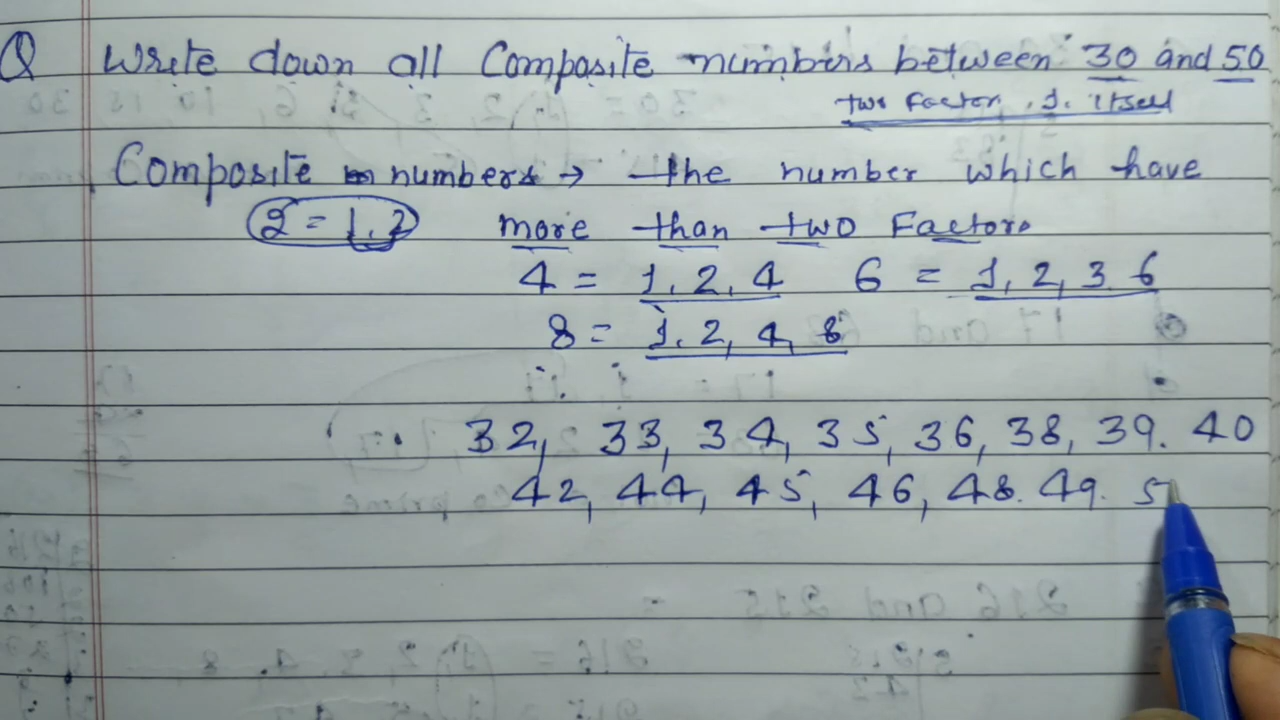 Q Write down all Composite numbers between 30 and 50
two factor, 1, itself
Composite numbers → the number which have
2 = 1, 2 more than two Factors
4 = 1, 2, 4 6 = 1, 2, 3 6
8 = 1, 2, 4, 8
32, 33, 34, 35, 36, 38, 39. 40
42, 44, 45, 46, 48. 49. 5